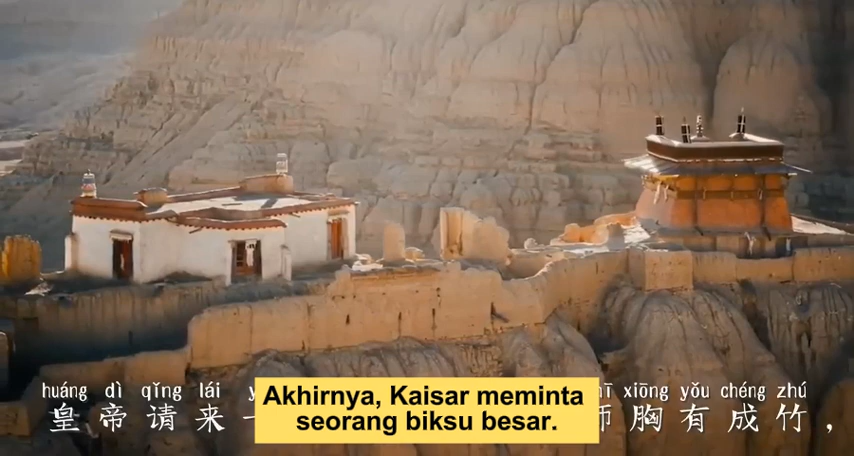 huáng dì qǐng lái xiōng yǒu chéng zhú
皇帝请来 胸有成竹，
Akhirnya, Kaisar meminta
seorang biksu besar.